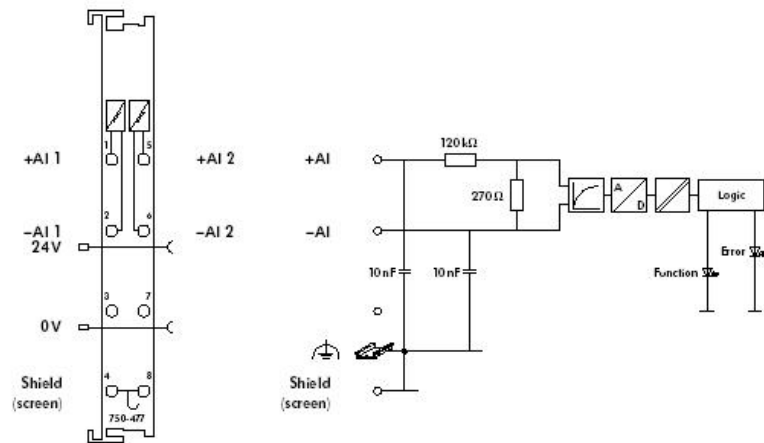 120kΩ
1 5
+AI 1 +AI 2 +AI
270Ω
A
D
Logic
2 6
−AI 1 −AI 2 −AI
24V
Error
10nF 10nF Function
3 7
0V
Shield 4 8 Shield
(screen) (screen)
750-477